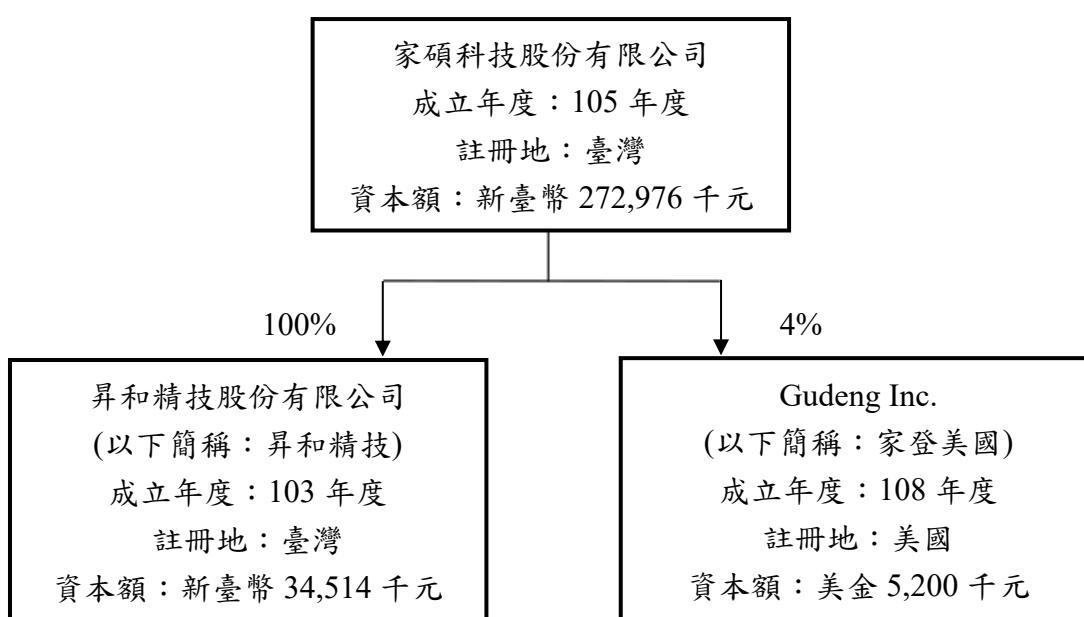 家碩科技股份有限公司
成立年度：105 年度
註冊地：臺灣
資本額：新臺幣 272,976 千元
100%
4%
昇和精技股份有限公司
(以下簡稱：昇和精技)
成立年度：103 年度
註冊地：臺灣
資本額：新臺幣 34,514 千元
Gudeng Inc.
(以下簡稱：家登美國)
成立年度：108 年度
註冊地：美國
資本額：美金 5,200 千元